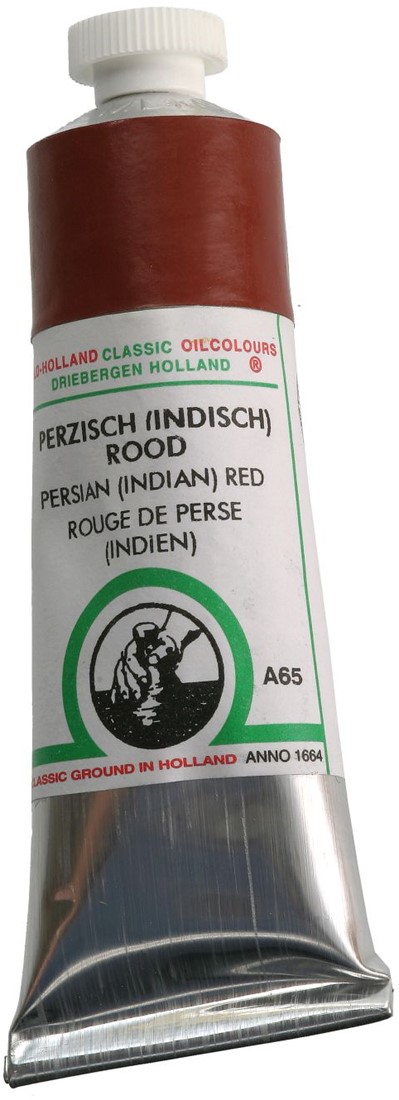 -HOLLAND CLASSIC OILCOLOURS
DRIEBERGEN HOLLAND ®
PERZISCH (INDISCH)
ROOD
PERSIAN (INDIAN) RED
ROUGE DE PERSE
(INDIEN)
A65
CLASSIC GROUND IN HOLLAND ANNO 1664